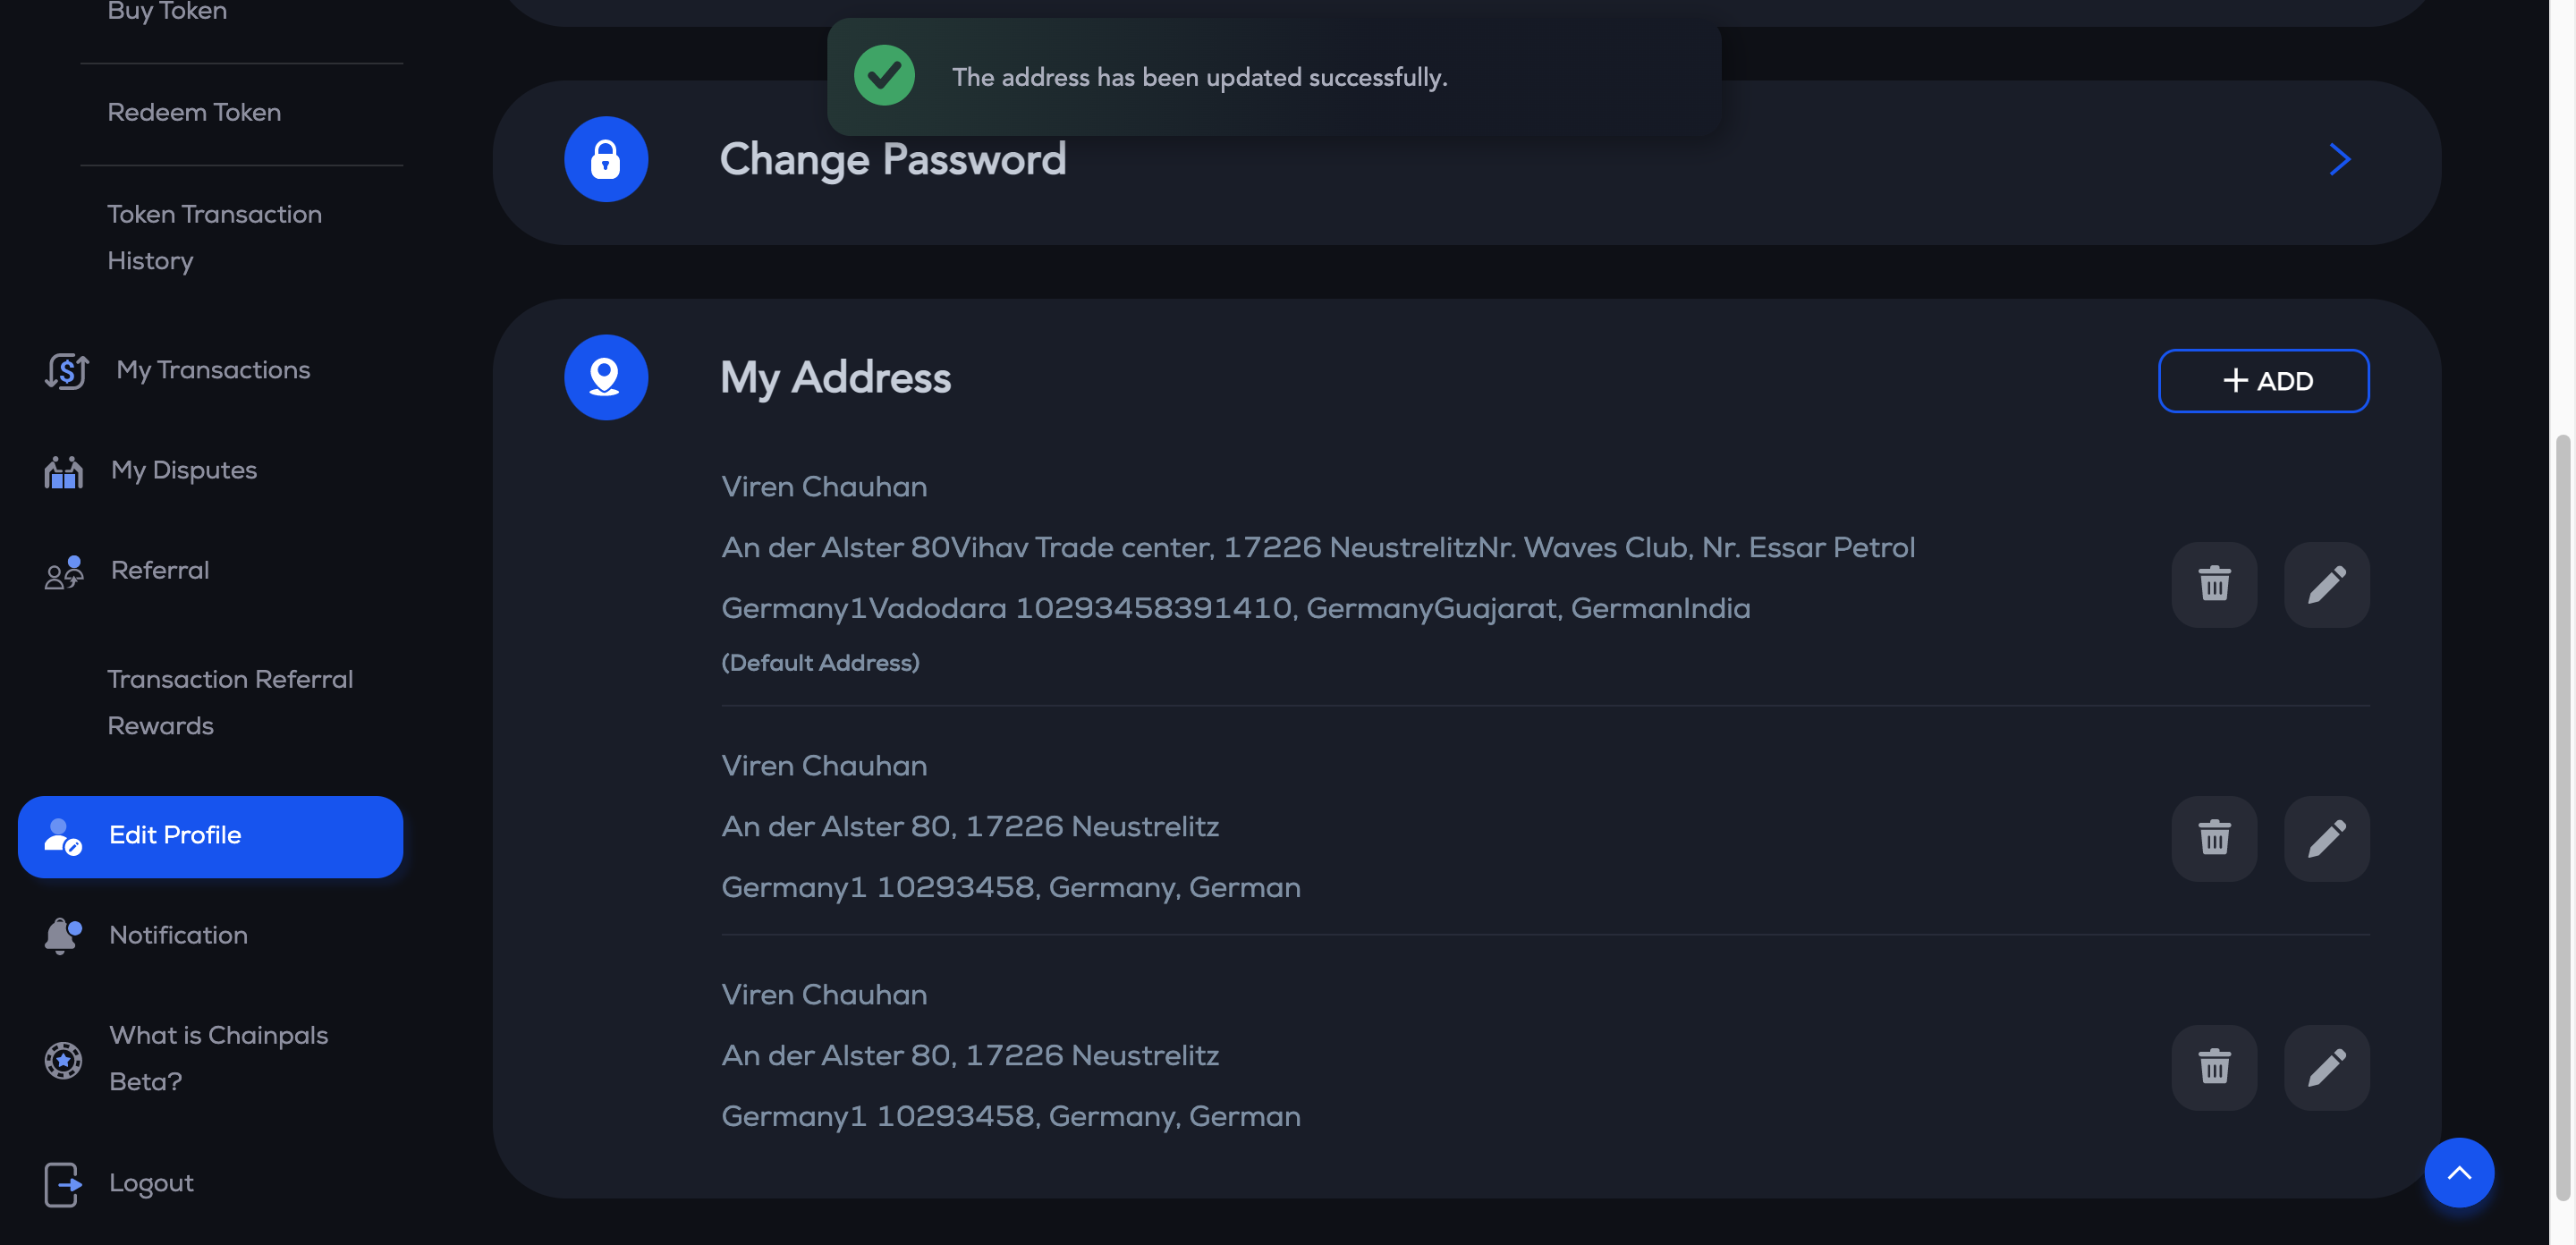 Buy Token
Redeem Token
Token Transaction
History
My Transactions
My Disputes
Referral
Transaction Referral
Rewards
Edit Profile
Notification
What is Chainpals
Beta?
Logout
The address has been updated successfully.
Change Password
My Address
+ ADD
Viren Chauhan
An der Alster 80Vihav Trade center, 17226 NeustrelitzNr. Waves Club, Nr. Essar Petrol
Germany1Vadodara 10293458391410, GermanyGuajarat, GermanIndia
(Default Address)
Viren Chauhan
An der Alster 80, 17226 Neustrelitz
Germany1 10293458, Germany, German
Viren Chauhan
An der Alster 80, 17226 Neustrelitz
Germany1 10293458, Germany, German